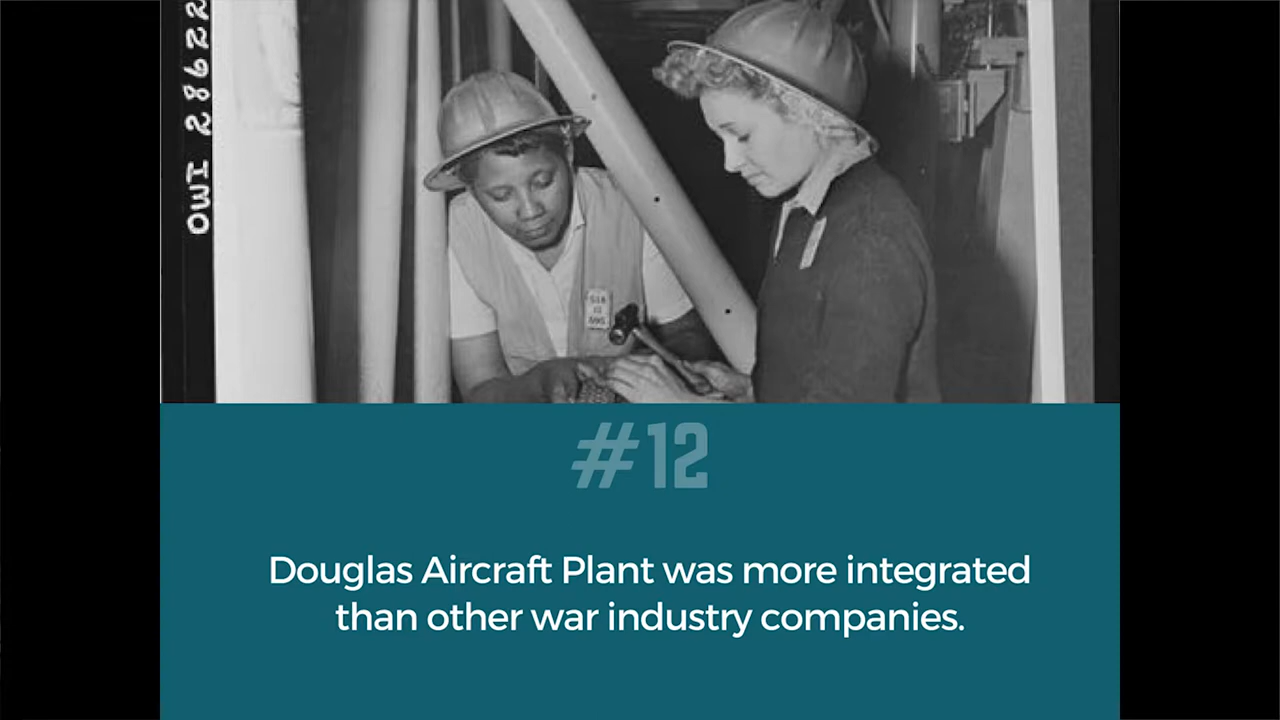 OWI 28622
#12
Douglas Aircraft Plant was more integrated
than other war industry companies.